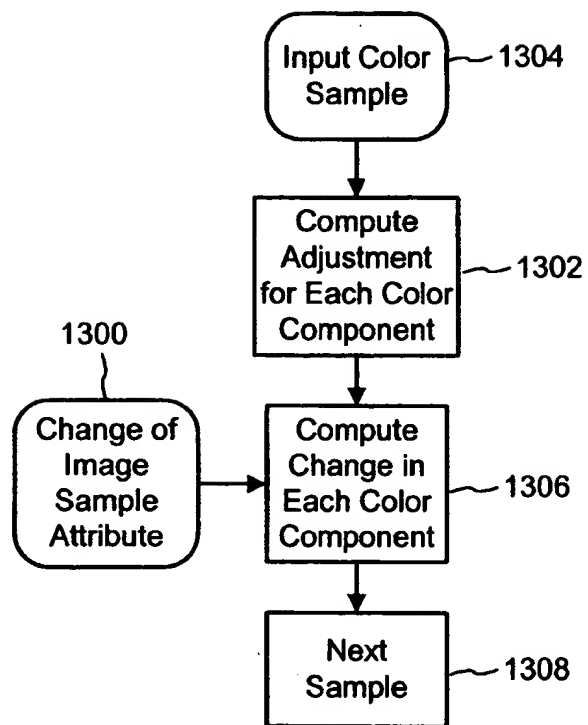 Input Color
Sample
1304
Compute
Adjustment
for Each Color
Component
1302
1300
Change of
Image
Sample
Attribute
Compute
Change in
Each Color
Component
1306
Next
Sample
1308